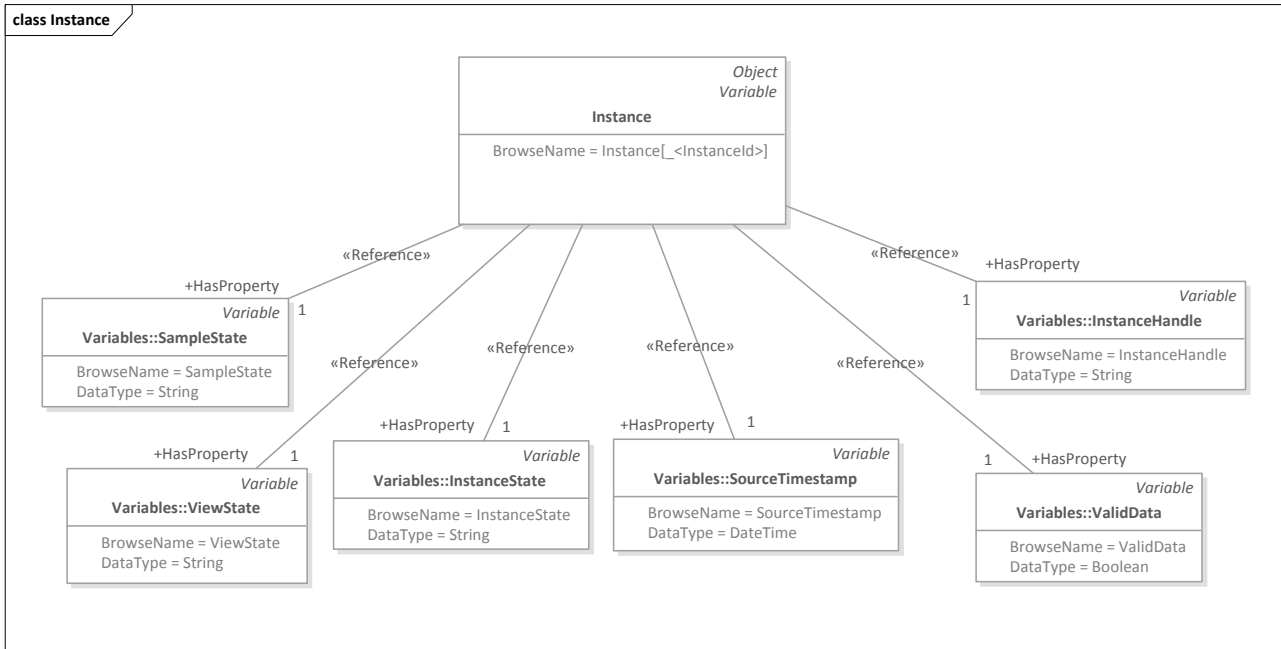 class Instance
Object
Variable
Instance
BrowseName = Instance[_<InstanceId>]
«Reference»
«Reference»
«Reference»
«Reference»
«Reference»
«Reference»
+HasProperty
1
Variable
Variables::SampleState
BrowseName = SampleState
DataType = String
+HasProperty
1
Variable
Variables::InstanceHandle
BrowseName = InstanceHandle
DataType = String
+HasProperty
1
Variable
Variables::ViewState
BrowseName = ViewState
DataType = String
+HasProperty
1
Variable
Variables::InstanceState
BrowseName = InstanceState
DataType = String
+HasProperty
1
Variable
Variables::SourceTimestamp
BrowseName = SourceTimestamp
DataType = DateTime
1
+HasProperty
Variable
Variables::ValidData
BrowseName = ValidData
DataType = Boolean